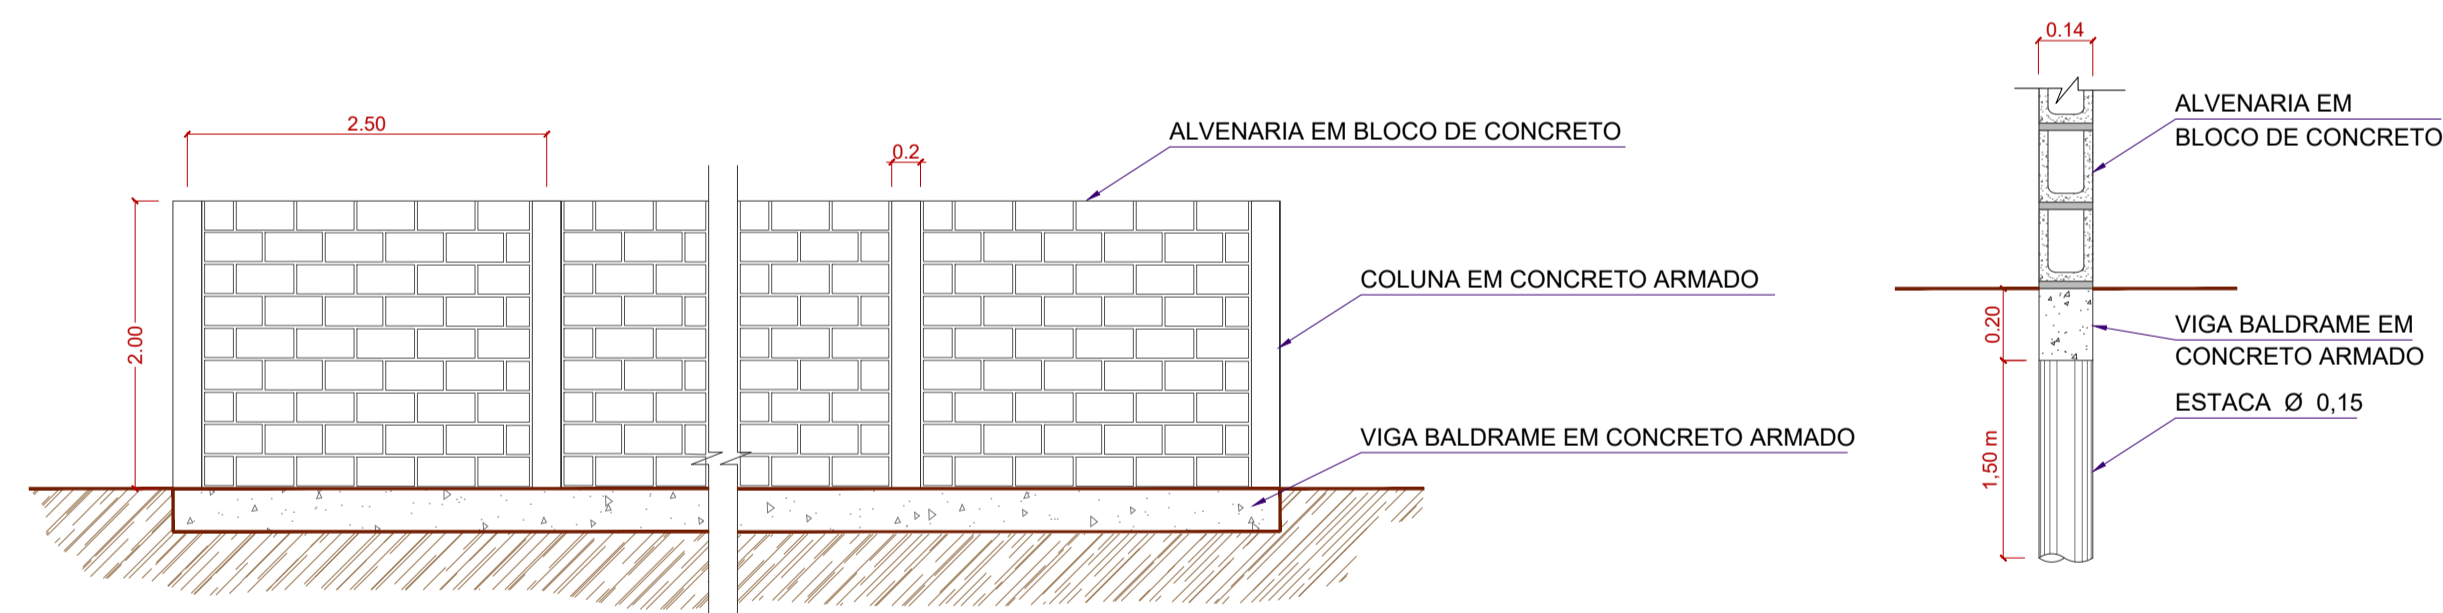 2.50
0.2
2.00
ALVENARIA EM BLOCO DE CONCRETO
COLUNA EM CONCRETO ARMADO
VIGA BALDRAME EM CONCRETO ARMADO
0.14
ALVENARIA EM
BLOCO DE CONCRETO
0.20
VIGA BALDRAME EM
CONCRETO ARMADO
ESTACA Ø 0,15
1,50 m